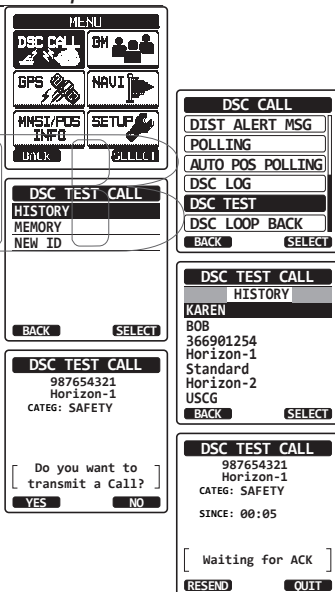 MENU
DSC CALL
GM
GPS
NAVI
MMSI/POS INFO
SETUP
BACK
SELECT
DSC CALL
DIST ALERT MSG
POLLING
AUTO POS POLLING
DSC LOG
DSC TEST
DSC LOOP BACK
BACK
SELECT
DSC TEST CALL
HISTORY
MEMORY
NEW ID
BACK
SELECT
DSC TEST CALL
HISTORY
KAREN
BOB
366901254
Horizon-1
Standard
Horizon-2
USCG
BACK
SELECT
DSC TEST CALL
987654321
Horizon-1
CATEG: SAFETY
Do you want to
transmit a Call?
YES
NO
DSC TEST CALL
987654321
Horizon-1
CATEG: SAFETY
SINCE: 00:05
Waiting for ACK
RESEND
QUIT